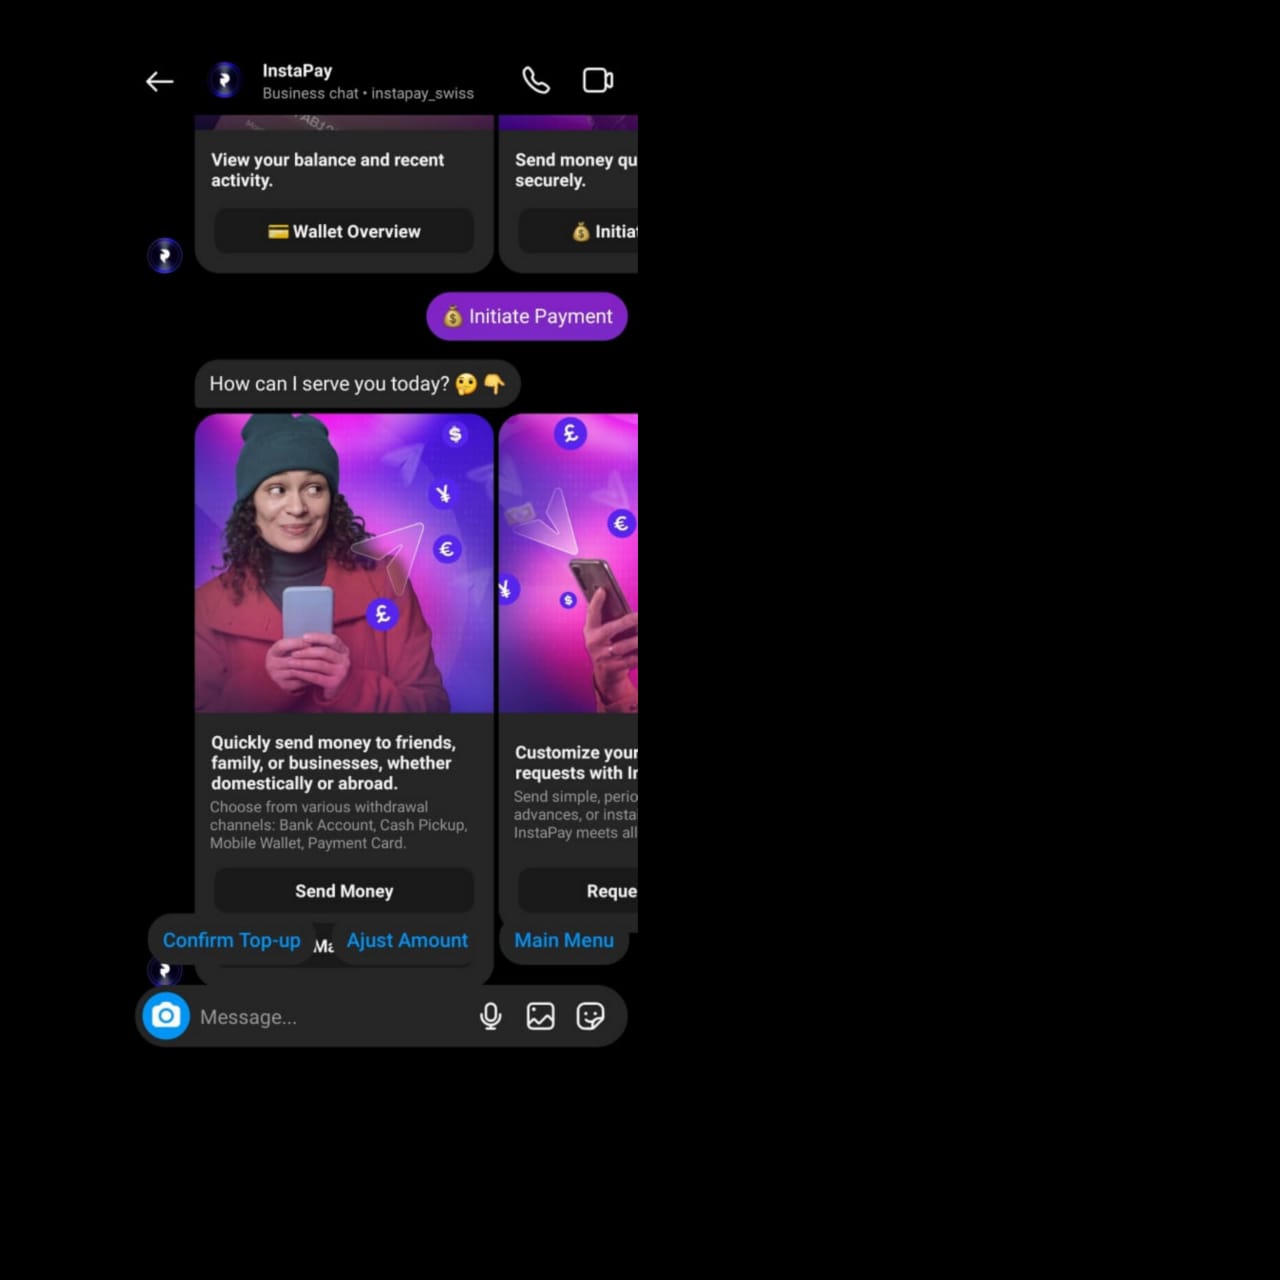 InstaPay
Business chat • instapay_swiss
View your balance and recent
activity.
💳 Wallet Overview
Send money qu
securely.
💰 Initia
💰 Initiate Payment
How can I serve you today? 🤔 👇
$
¥
€
£
£
€
¥
$
Quickly send money to friends,
family, or businesses, whether
domestically or abroad.
Choose from various withdrawal
channels: Bank Account, Cash Pickup,
Mobile Wallet, Payment Card.
Send Money
Customize your
requests with
Send simple, perio
advances, or insta
InstaPay meets all
Reque
Confirm Top-up
Ajust Amount
Main Menu
Message...